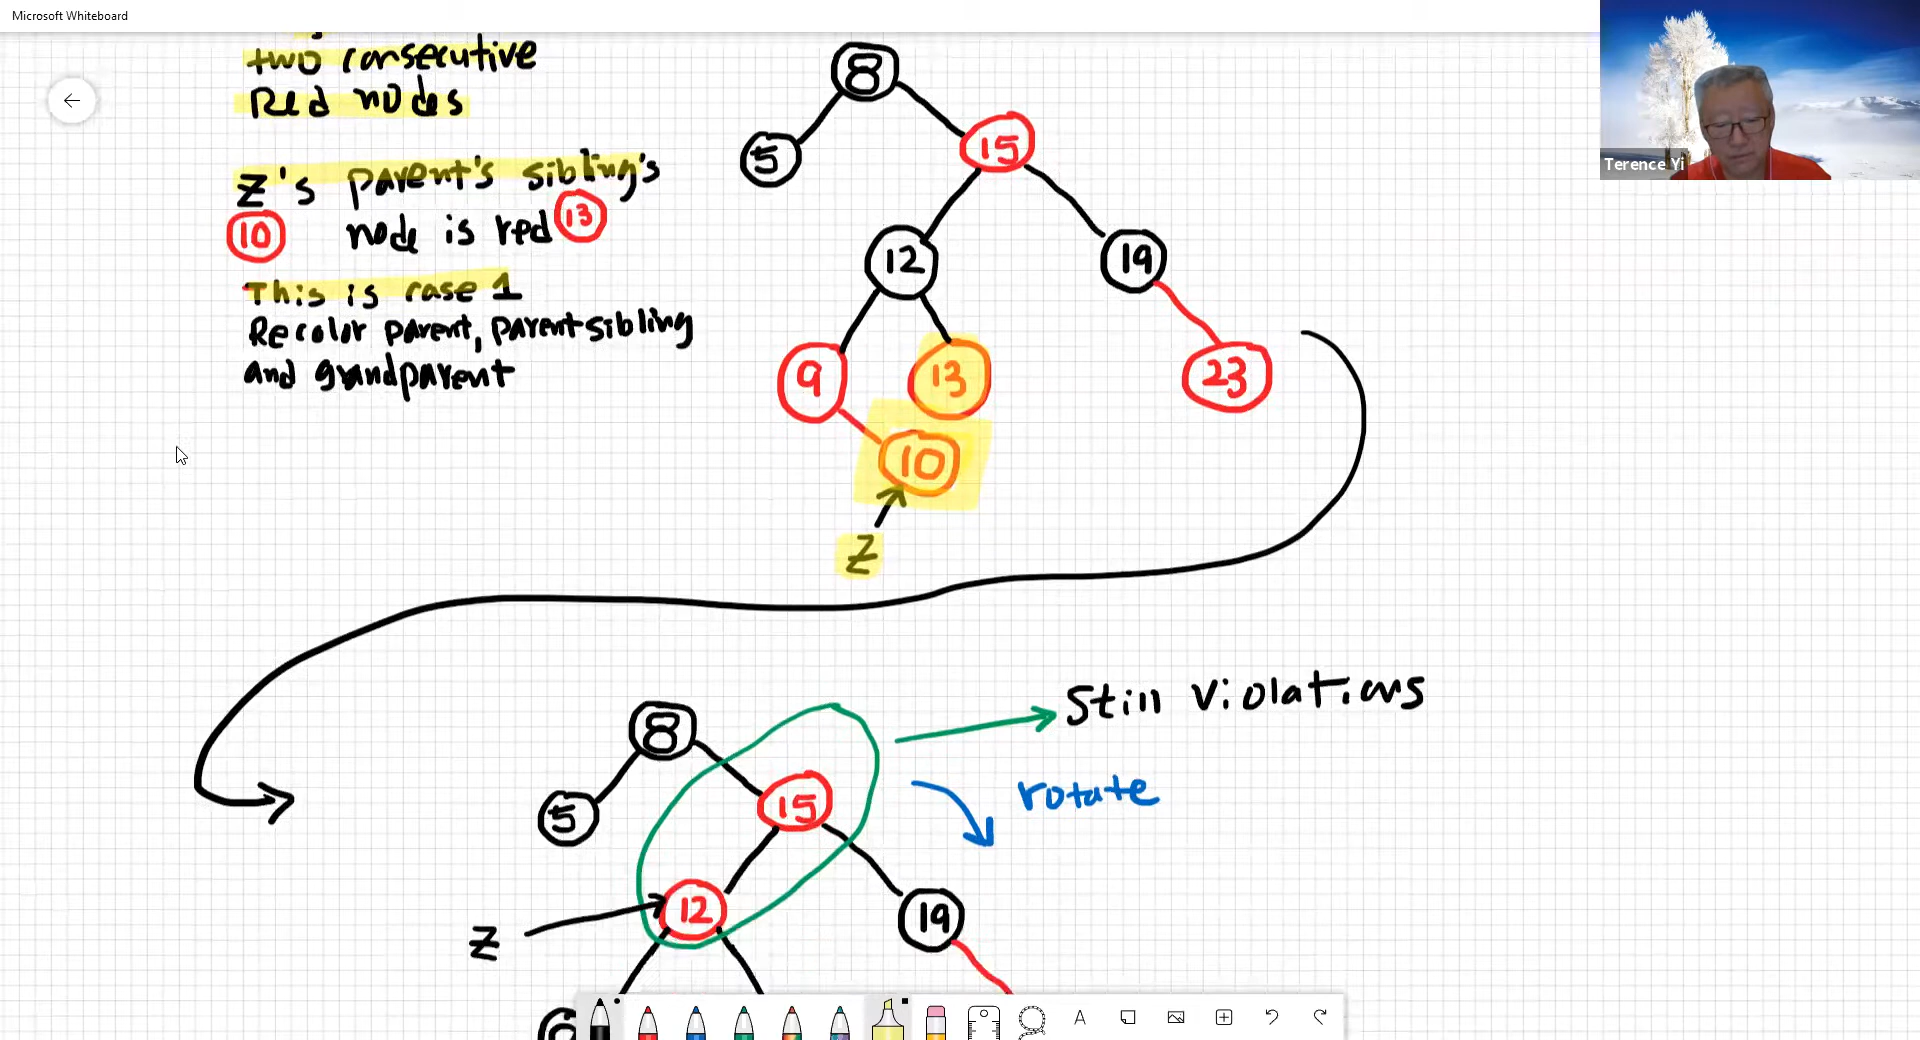 Microsoft Whiteboard
two consecutive
Red nodes
Z's parent's sibling's
10 node is red 13
This is case 1
Recolor parent, parent sibling
and grandparent
8
5 15
12 19
9 13 23
10
Z
Terence Yi
Still Violations
rotate
8
5 15
12 19
Z
A